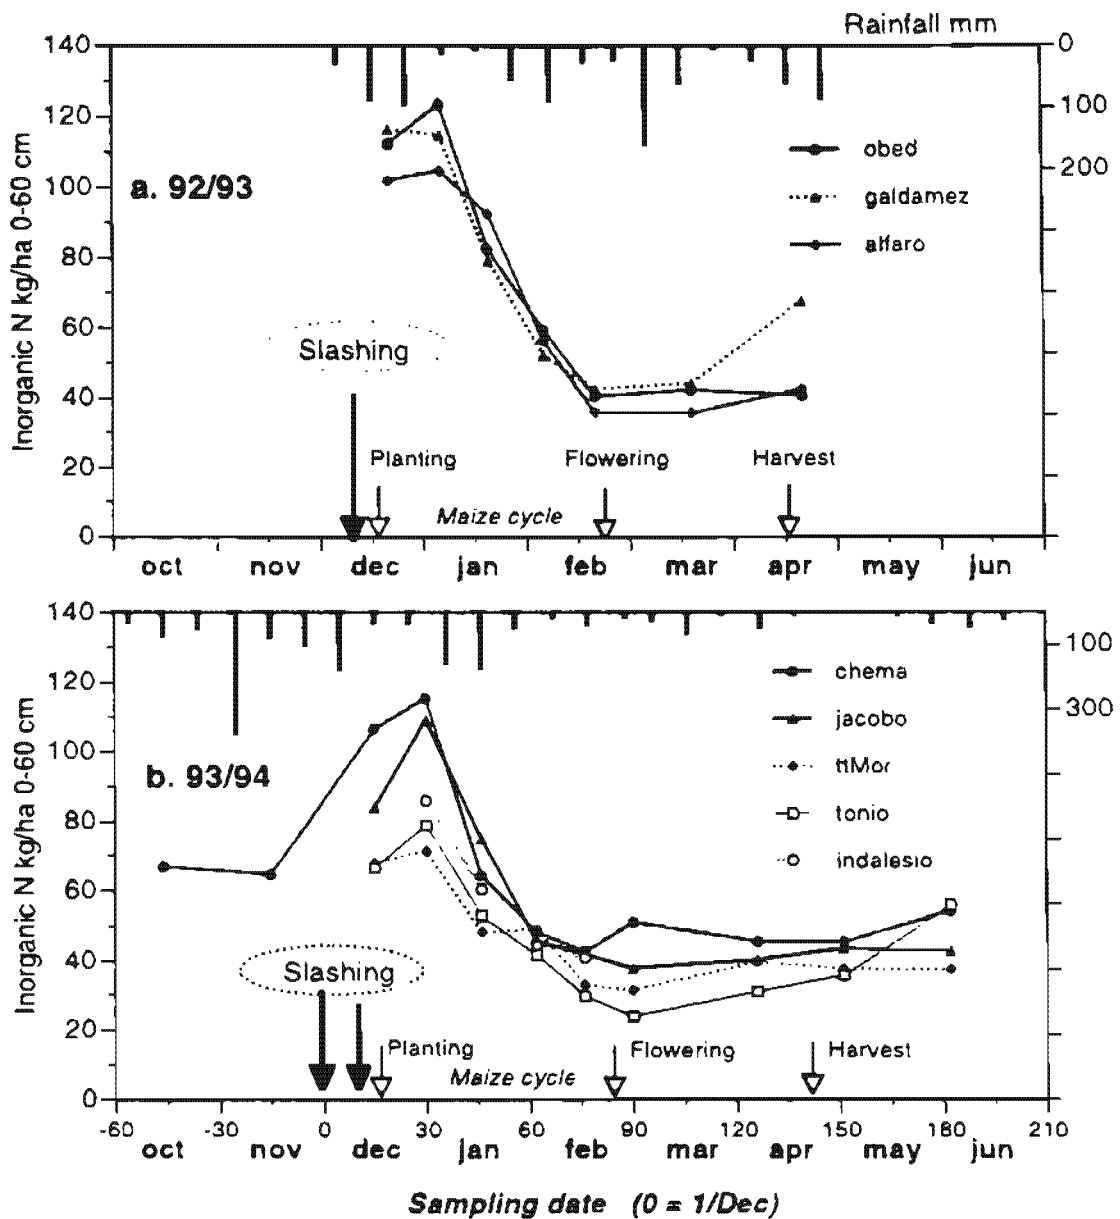 Rainfall mm
140
120
100
80
60
40
20
0
0
100
200
Inorganic N kg/ha 0-60 cm
a. 92/93
obed
galdamez
alfaro
Slashing
Planting
Flowering
Harvest
Maize cycle
oct nov dec jan feb mar apr may jun
140
120
100
80
60
40
20
0
100
300
Inorganic N kg/ha 0-60 cm
b. 93/94
chema
jacobo
ttMor
tonio
indalesio
Slashing
Planting
Flowering
Harvest
Maize cycle
-60 -30 0 30 60 90 120 150 180 210
oct nov dec jan feb mar apr may jun
Sampling date (0 = 1/Dec)